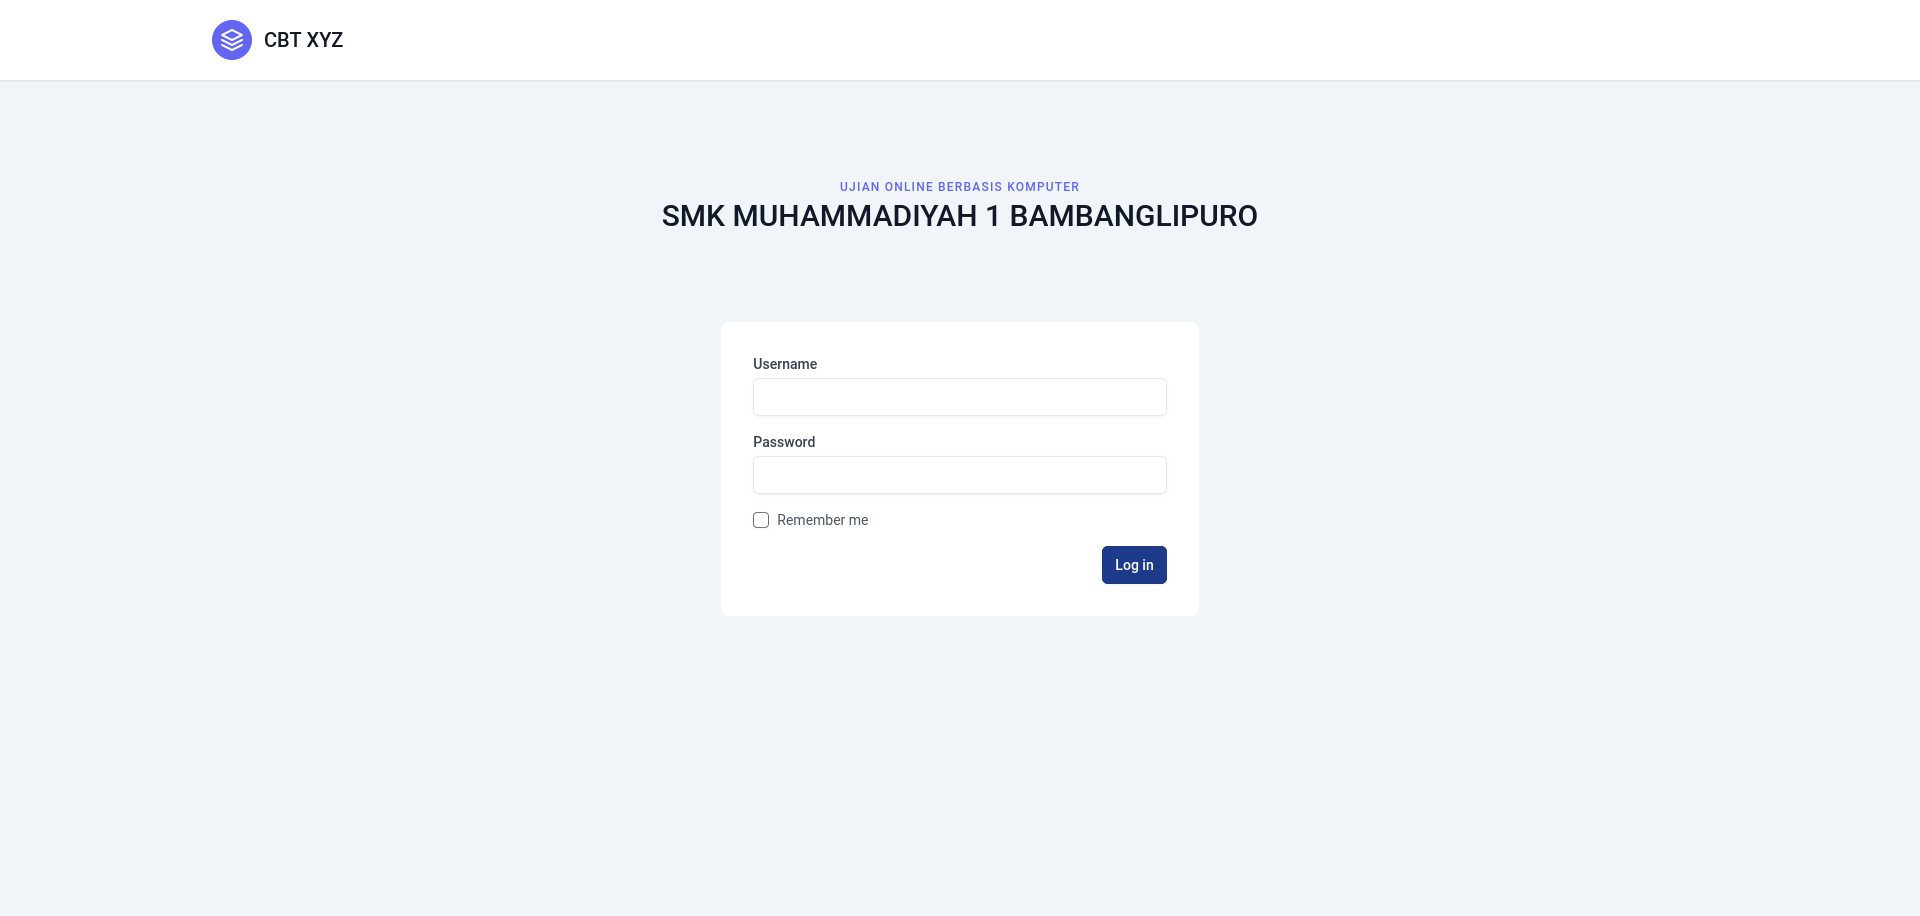 CBT XYZ
UJIAN ONLINE BERBASIS KOMPUTER
SMK MUHAMMADIYAH 1 BAMBANGLIPURO
Username
Password
Remember me
Log in